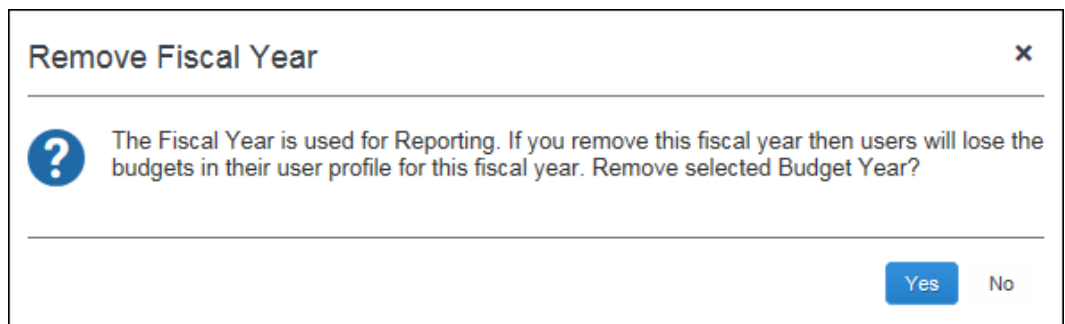 Remove Fiscal Year
×
?
The Fiscal Year is used for Reporting. If you remove this fiscal year then users will lose the
budgets in their user profile for this fiscal year. Remove selected Budget Year?
Yes No